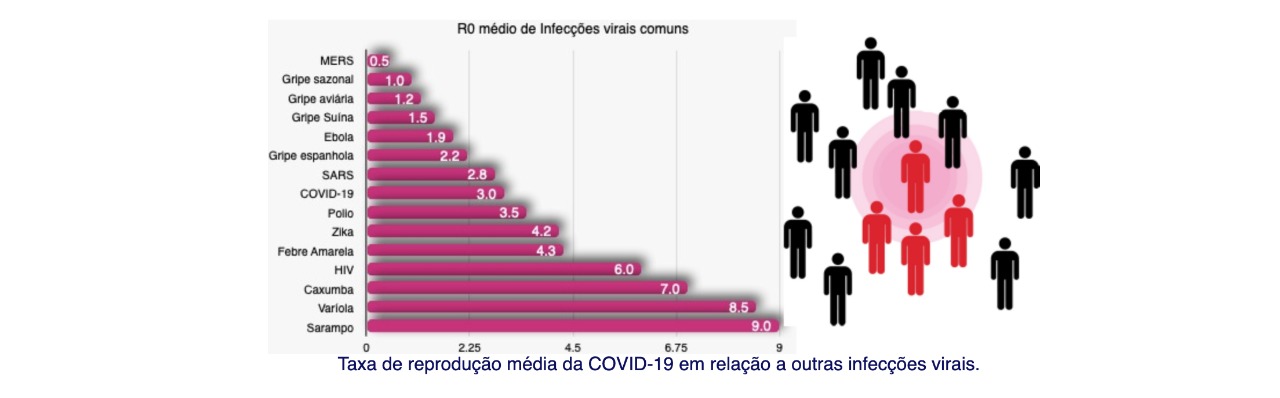 R0 médio de Infecções virais comuns
MERS 0.5
Gripe sazonal 1.0
Gripe aviária 1.2
Gripe Suína 1.5
Ebola 1.9
Gripe espanhola 2.2
SARS 2.8
COVID-19 3.0
Polio 3.5
Zika 4.2
Febre Amarela 4.3
HIV 6.0
Caxumba 7.0
Varíola 8.5
Sarampo 9.0
0 2.25 4.5 6.75 9
Taxa de reprodução média da COVID-19 em relação a outras infecções virais.